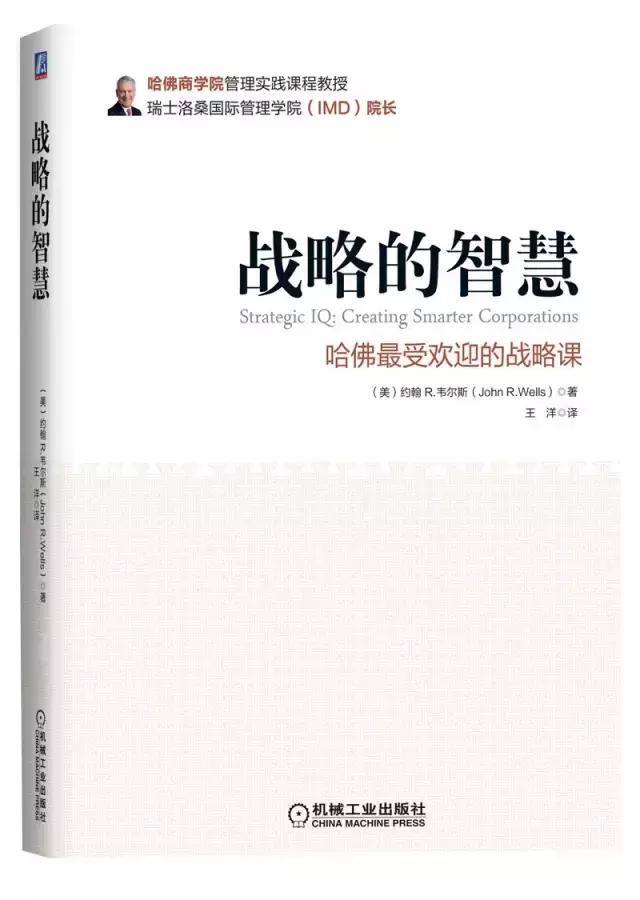 哈佛商学院管理实践课程教授
瑞士洛桑国际管理学院（IMD）院长
战略的智慧
Strategic IQ: Creating Smarter Corporations
哈佛最受欢迎的战略课
（美）约翰 R.韦尔斯（John R.Wells）◎ 著
王 洋◎译
机械工业出版社
CHINA MACHINE PRESS
战略的智慧
（美）约翰 R.韦尔斯（John R.Wells）◎ 著
王 洋◎译
机械工业出版社
CHINA MACHINE PRESS